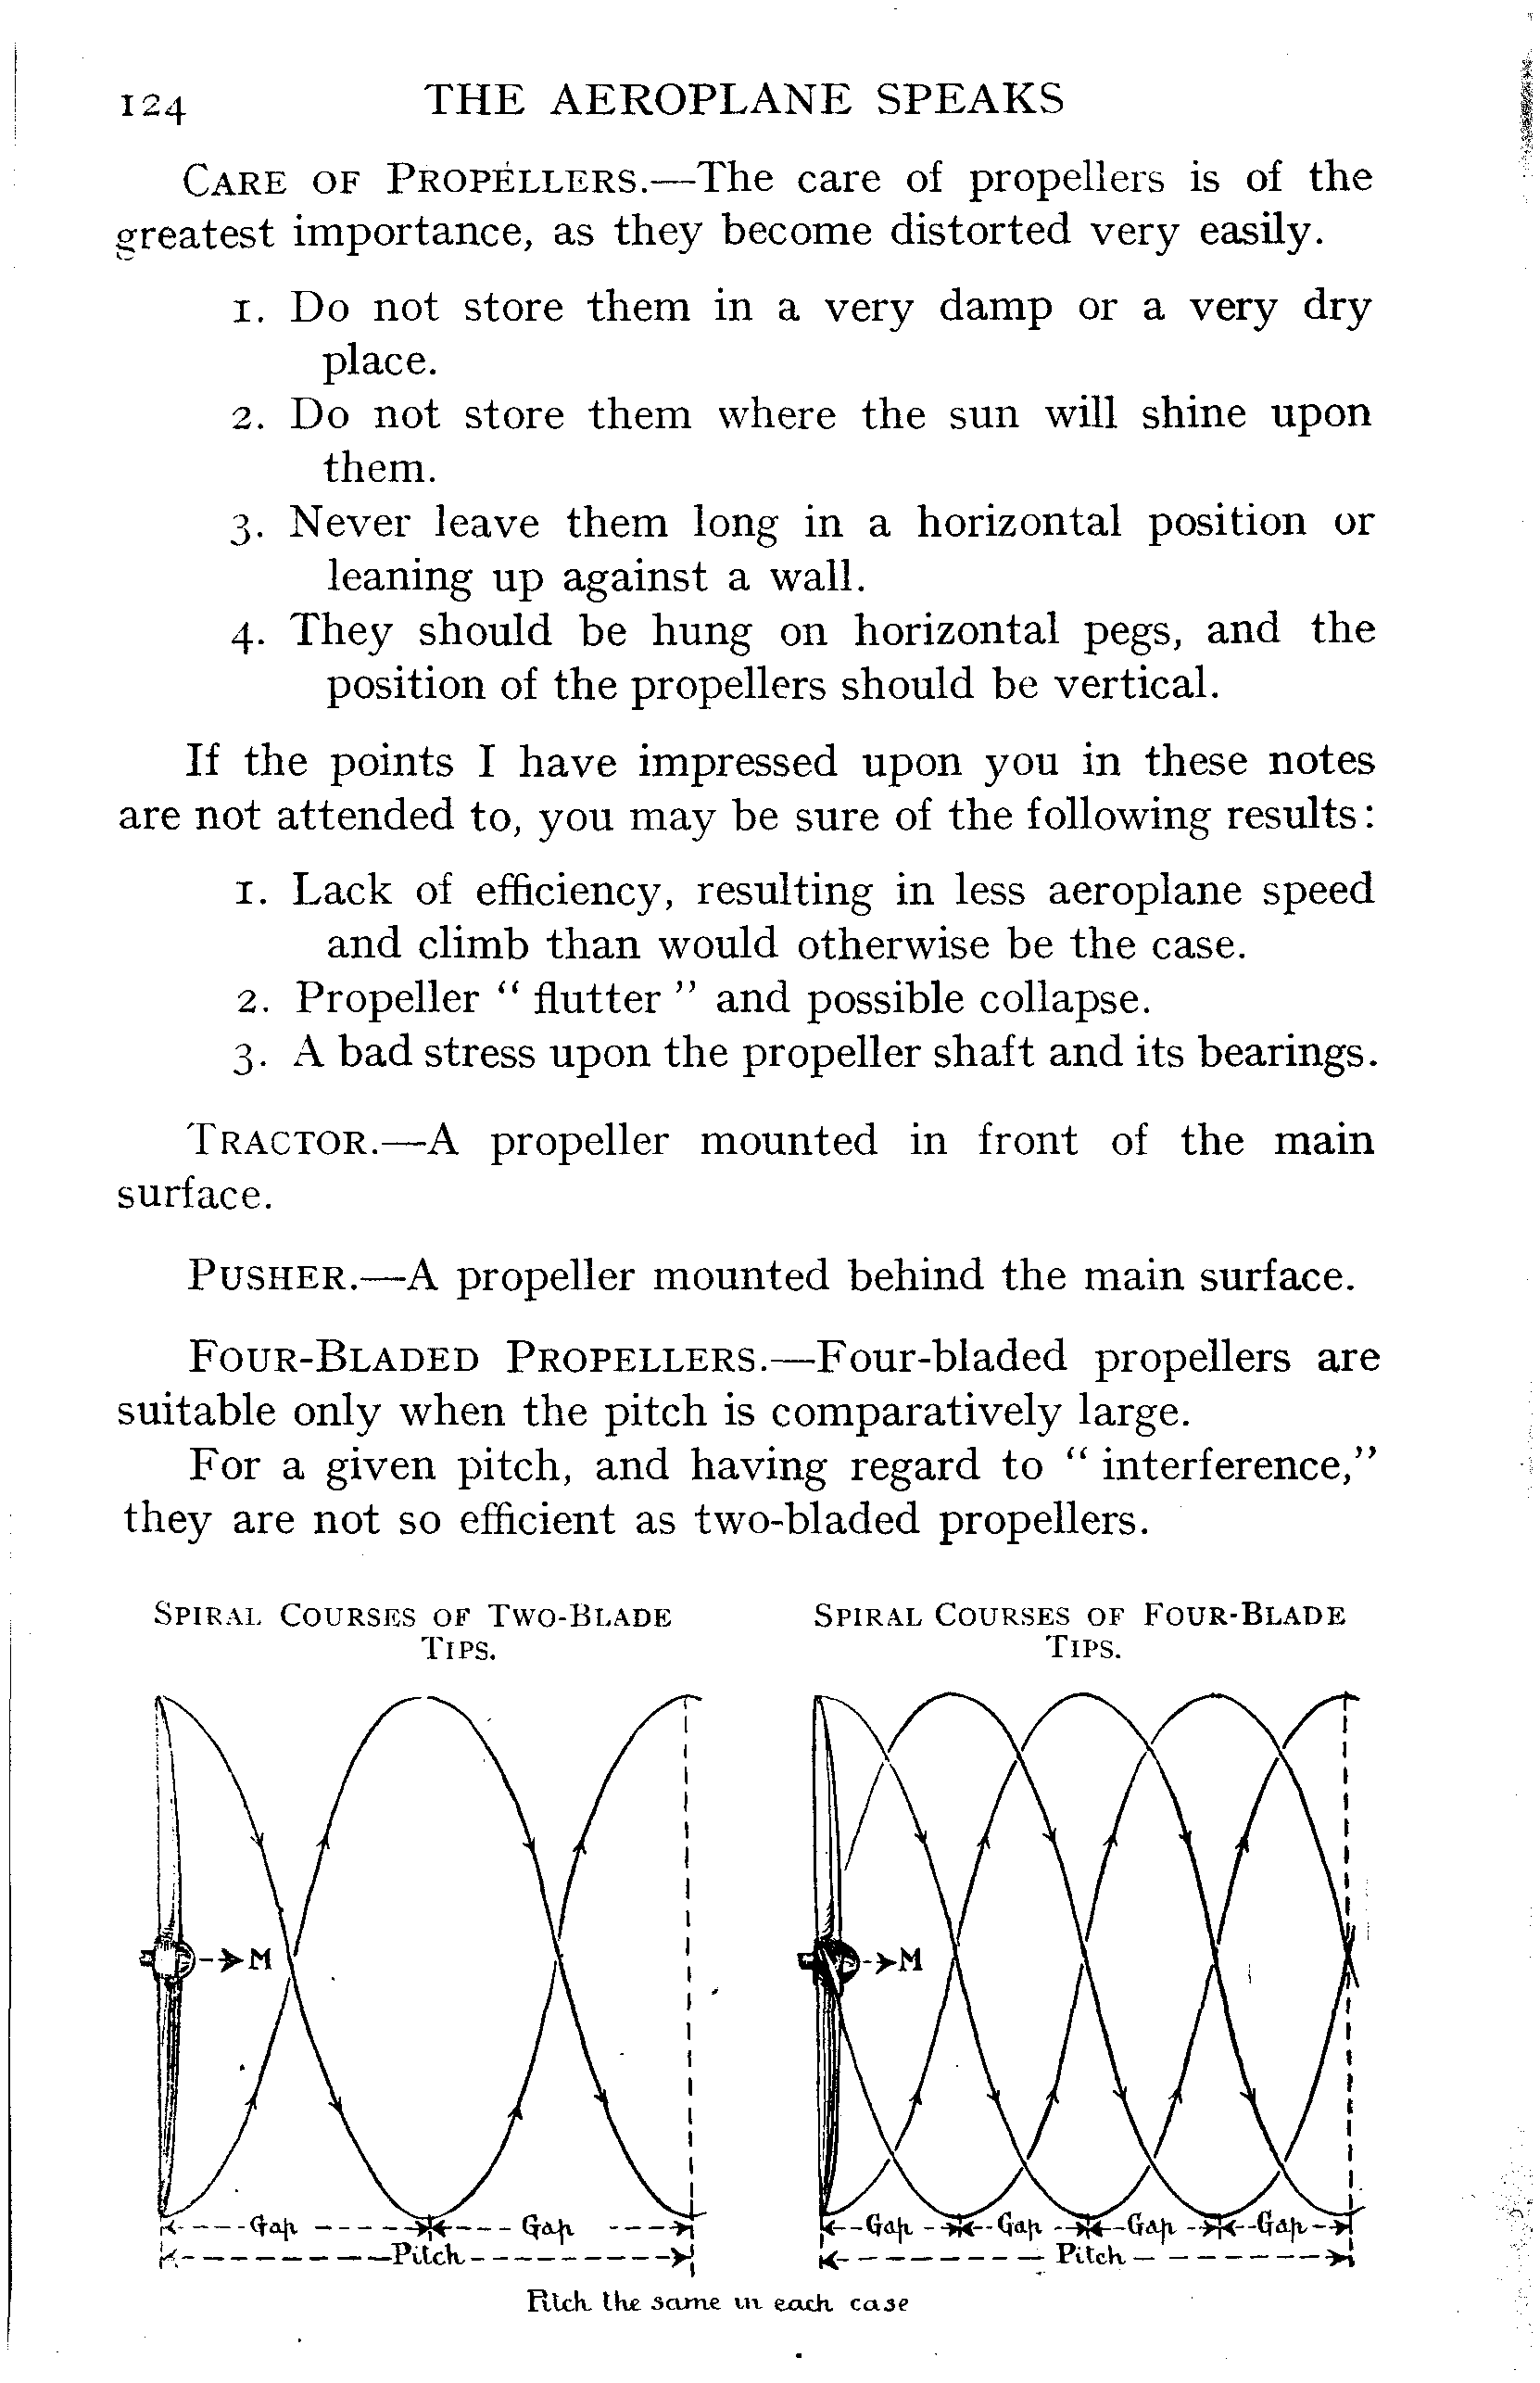 124 THE AEROPLANE SPEAKS
CARE OF PROPELLERS.—The care of propellers is of the
greatest importance, as they become distorted very easily.
1. Do not store them in a very damp or a very dry
place.
2. Do not store them where the sun will shine upon
them.
3. Never leave them long in a horizontal position or
leaning up against a wall.
4. They should be hung on horizontal pegs, and the
position of the propellers should be vertical.
If the points I have impressed upon you in these notes
are not attended to, you may be sure of the following results:
1. Lack of efficiency, resulting in less aeroplane speed
and climb than would otherwise be the case.
2. Propeller “ flutter ” and possible collapse.
3. A bad stress upon the propeller shaft and its bearings.
TRACTOR.—A propeller mounted in front of the main
surface.
PUSHER.—A propeller mounted behind the main surface.
FOUR-BLADED PROPELLERS.—Four-bladed propellers are
suitable only when the pitch is comparatively large.
For a given pitch, and having regard to “ interference,”
they are not so efficient as two-bladed propellers.
SPIRAL COURSES OF TWO-BLADE
TIPS.
SPIRAL COURSES OF FOUR-BLADE
TIPS.
M
M
Gap Gap
Pitch
Gap Gap Gap Gap
Pitch
Pitch the same in each case